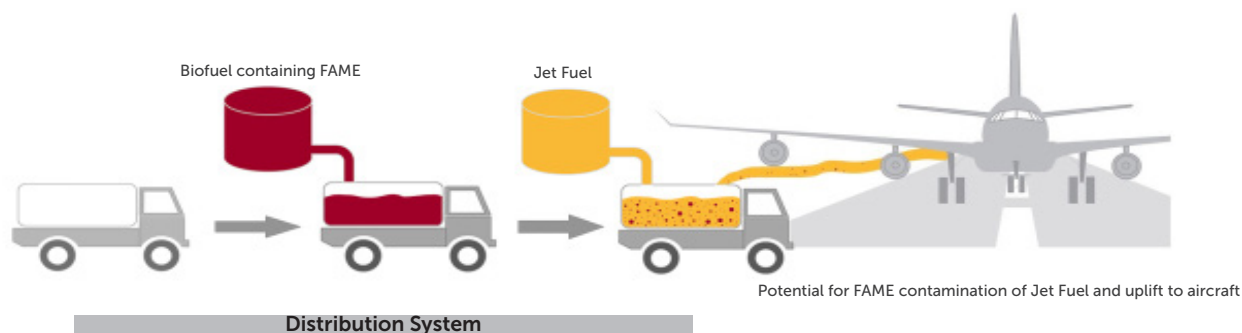 Biofuel containing FAME
Jet Fuel
Potential for FAME contamination of Jet Fuel and uplift to aircraft
Distribution System